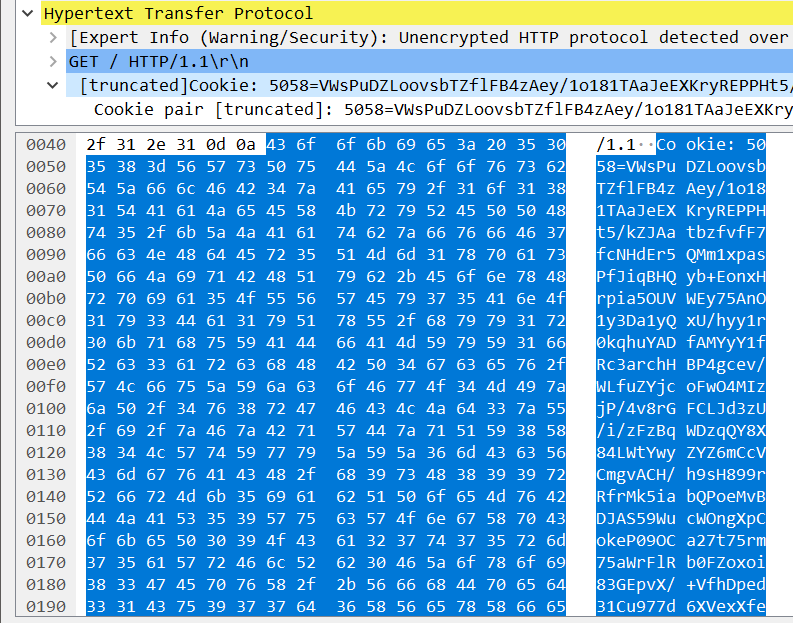 Hypertext Transfer Protocol
[Expert Info (Warning/Security): Unencrypted HTTP protocol detected over
GET / HTTP/1.1\r\n
[truncated]Cookie: 5058=VWsPuDZLoovsbTZflFB4zAey/1o181TAaJeEXKryREPPHt5/
Cookie pair [truncated]: 5058=VWsPuDZLoovsbTZflFB4zAey/1o181TAaJeEXKry
0040 2f 31 2e 31 0d 0a 43 6f 6f 6b 69 65 3a 20 35 30 /1.1··Co okie: 50
0050 35 38 3d 56 57 73 50 75 44 5a 4c 6f 6f 76 73 62 58=VWsPu DZLoovsb
0060 54 5a 66 6c 46 42 34 7a 41 65 79 2f 31 6f 31 38 TZflFB4z Aey/1o18
0070 31 54 41 61 4a 65 45 58 4b 72 79 52 45 50 50 48 1TAaJeEX KryREPPH
0080 74 35 2f 6b 5a 4a 41 61 74 62 7a 66 76 66 46 37 t5/kZJAa tbzfvfF7
0090 66 63 4e 48 64 45 72 35 51 4d 6d 31 78 70 61 73 fcNHdEr5 QMm1xpas
00a0 50 66 4a 69 71 42 48 51 79 62 2b 45 6f 6e 78 48 PfJiqBHQ yb+EonxH
00b0 72 70 69 61 35 4f 55 56 57 45 79 37 35 41 6e 4f rpia5OUV WEy75AnO
00c0 31 79 33 44 61 31 79 51 78 55 2f 68 79 79 31 72 1y3Da1yQ xU/hyy1r
00d0 30 6b 71 68 75 59 41 44 66 41 4d 59 79 59 31 66 0kqhuYAD fAMYyY1f
00e0 52 63 33 61 72 63 68 48 42 50 34 67 63 65 76 2f Rc3archH BP4gcev/
00f0 57 4c 66 75 5a 59 6a 63 6f 46 77 4f 34 4d 49 7a WLfuZYjc oFwO4MIz
0100 6a 50 2f 34 76 38 72 47 46 43 4c 4a 64 33 7a 55 jP/4v8rG FCLJd3zU
0110 2f 69 2f 7a 46 7a 42 71 57 44 7a 71 51 59 38 58 /i/zFzBq WDzqQY8X
0120 38 34 4c 57 74 59 77 79 5a 59 5a 36 6d 43 63 56 84LWtYwy ZYZ6mCcV
0130 43 6d 67 76 41 43 48 2f 68 39 73 48 38 39 39 72 CmgvACH/ h9sH899r
0140 52 66 72 4d 6b 35 69 61 62 51 50 6f 65 4d 76 42 RfrMk5ia bQPoeMvB
0150 44 4a 41 53 35 39 57 75 63 57 4f 6e 67 58 70 43 DJAS59Wu cWOngXpC
0160 6f 6b 65 50 30 39 4f 43 61 32 37 74 37 35 72 6d okeP09OC a27t75rm
0170 37 35 61 57 72 46 6c 52 62 30 46 5a 6f 78 6f 69 75aWrFlR b0FZoxoi
0180 38 33 47 45 70 76 58 2f 2b 56 66 68 44 70 65 64 83GEpvX/ +VfhDped
0190 33 31 43 75 39 37 37 64 36 58 56 65 78 58 66 65 31Cu977d 6XVexXfe